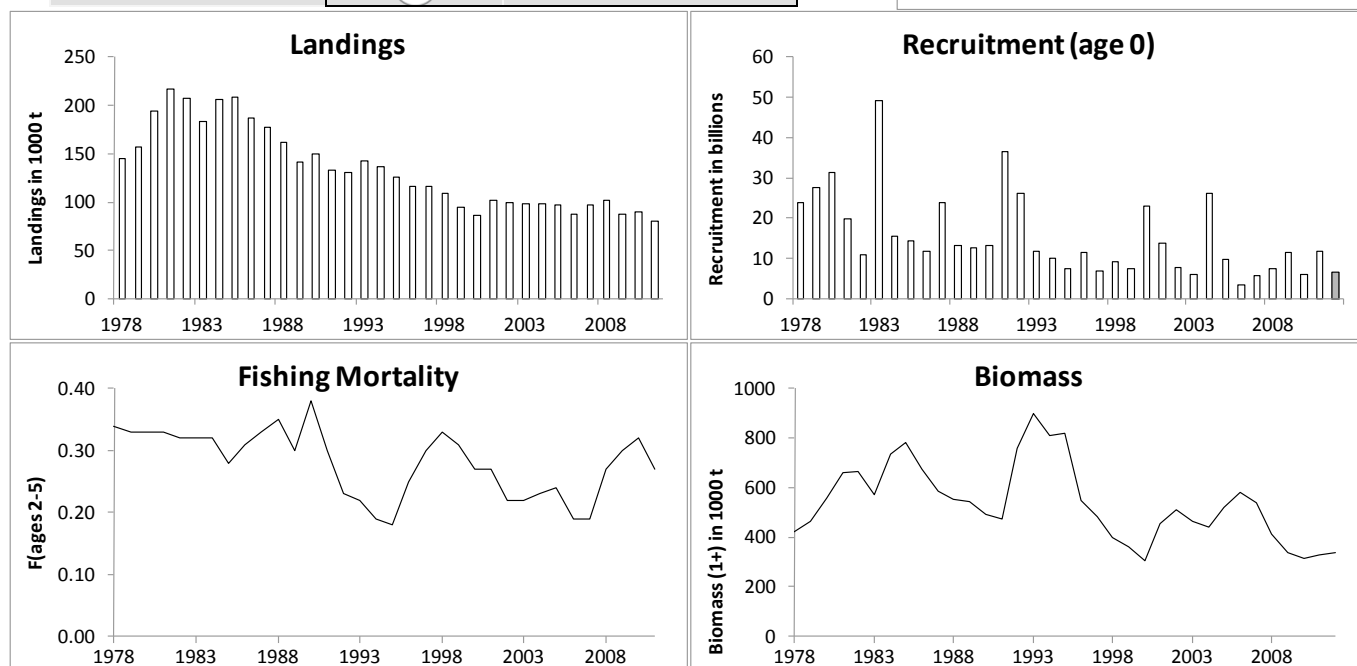 Landings
Landings in 1000 t
250
200
150
100
50
0
1978 1983 1988 1993 1998 2003 2008
Recruitment (age 0)
Recruitment in billions
60
50
40
30
20
10
0
1978 1983 1988 1993 1998 2003 2008
Fishing Mortality
F(ages 2-5)
0.40
0.30
0.20
0.10
0.00
1978 1983 1988 1993 1998 2003 2008
Biomass
Biomass (1+) in 1000 t
1000
800
600
400
200
0
1978 1983 1988 1993 1998 2003 2008